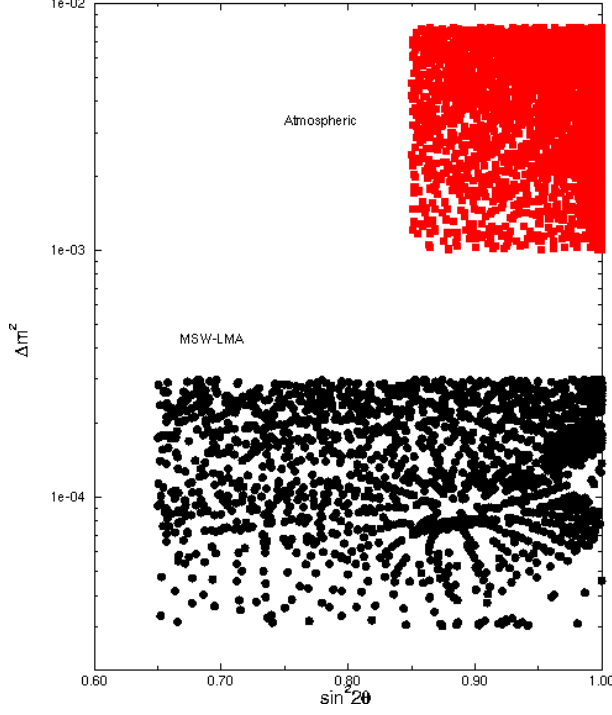 1e-02
Atmospheric
1e-03
Δm²
MSW-LMA
1e-04
0.60 0.70 0.80 0.90 1.00
sin²2θ